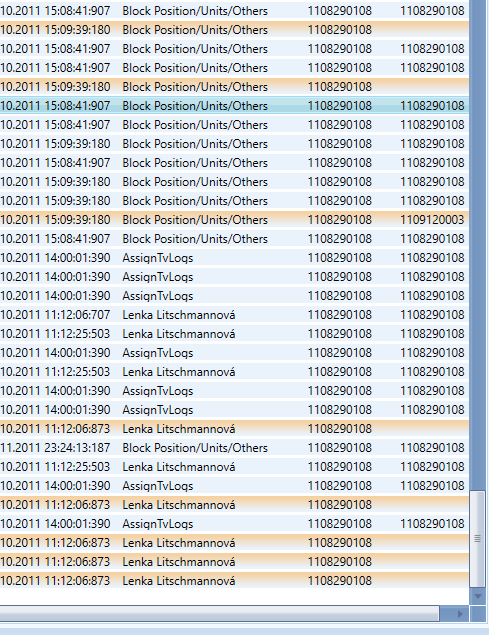 10.2011 15:08:41:907 Block Position/Units/Others 1108290108 1108290108
10.2011 15:09:39:180 Block Position/Units/Others 1108290108
10.2011 15:08:41:907 Block Position/Units/Others 1108290108 1108290108
10.2011 15:08:41:907 Block Position/Units/Others 1108290108 1108290108
10.2011 15:09:39:180 Block Position/Units/Others 1108290108
10.2011 15:08:41:907 Block Position/Units/Others 1108290108 1108290108
10.2011 15:09:39:180 Block Position/Units/Others 1108290108 1108290108
10.2011 15:09:39:180 Block Position/Units/Others 1108290108 1108290108
10.2011 15:08:41:907 Block Position/Units/Others 1108290108 1108290108
10.2011 15:09:39:180 Block Position/Units/Others 1108290108 1108290108
10.2011 15:09:39:180 Block Position/Units/Others 1108290108 1108290108
10.2011 15:09:39:180 Block Position/Units/Others 1108290108 1109120003
10.2011 15:08:41:907 Block Position/Units/Others 1108290108 1108290108
10.2011 14:00:01:390 AssignTvLogs 1108290108 1108290108
10.2011 14:00:01:390 AssignTvLogs 1108290108 1108290108
10.2011 14:00:01:390 AssignTvLogs 1108290108 1108290108
10.2011 11:12:06:707 Lenka Litschmannová 1108290108 1108290108
10.2011 11:12:25:503 Lenka Litschmannová 1108290108 1108290108
10.2011 14:00:01:390 AssignTvLogs 1108290108 1108290108
10.2011 11:12:25:503 Lenka Litschmannová 1108290108 1108290108
10.2011 14:00:01:390 AssignTvLogs 1108290108 1108290108
10.2011 14:00:01:390 AssignTvLogs 1108290108 1108290108
10.2011 11:12:06:873 Lenka Litschmannová 1108290108
11.2011 23:24:13:187 Block Position/Units/Others 1108290108 1108290108
10.2011 11:12:25:503 Lenka Litschmannová 1108290108 1108290108
10.2011 14:00:01:390 AssignTvLogs 1108290108 1108290108
10.2011 11:12:06:873 Lenka Litschmannová 1108290108
10.2011 14:00:01:390 AssignTvLogs 1108290108 1108290108
10.2011 11:12:06:873 Lenka Litschmannová 1108290108
10.2011 11:12:06:873 Lenka Litschmannová 1108290108
10.2011 11:12:06:873 Lenka Litschmannová 1108290108